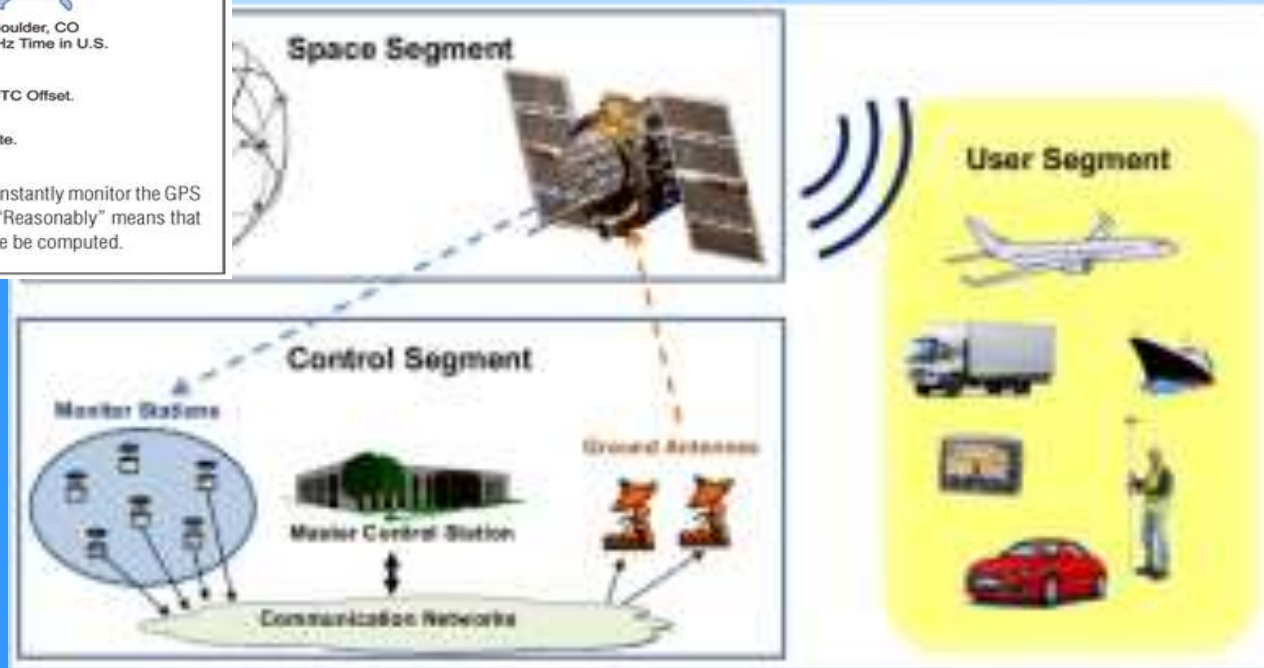 oulder, CO
Hz Time in U.S.
TC Offset.
te.
nstantly monitor the GPS
"Reasonably" means that
e be computed.
Space Segment
User Segment
Control Segment
Monitor Stations
Ground Antennas
Master Control Station
Communication Networks